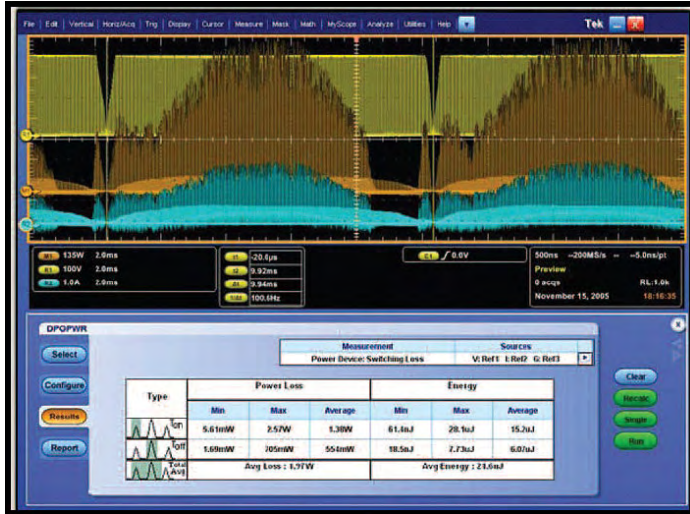 File Edit Vertical Horiz/Acq Trig Display Cursor Measure Mask Math MyScope Analyze Utilities Help Tek
M1 135W 2.0ms
R1 100V 2.0ms
R2 1.0A 2.0ms
t1 -20.0µs
t2 9.92ms
Δt 9.94ms
1/Δt 100.6Hz
C1 0.0V
500ns 200MS/s 5.0ns/pt
Preview
0 acqs RL:1.0k
November 15, 2005 18:16:35
DPOPWR
Select
Configure
Results
Report
Measurement Sources
Power Device: Switching Loss V: Ref1 I: Ref2 G: Ref3
Type Power Loss Energy
Min Max Average Min Max Average
Ton 5.61mW 2.57W 1.38W 28.1uJ 15.2uJ
Toff 1.69mW 705mW 554mW 18.5nJ 7.73uJ 6.07uJ
Total Avg Avg Loss : 1.97W Avg Energy : 21.6uJ
Clear
Recalc
Single
Run